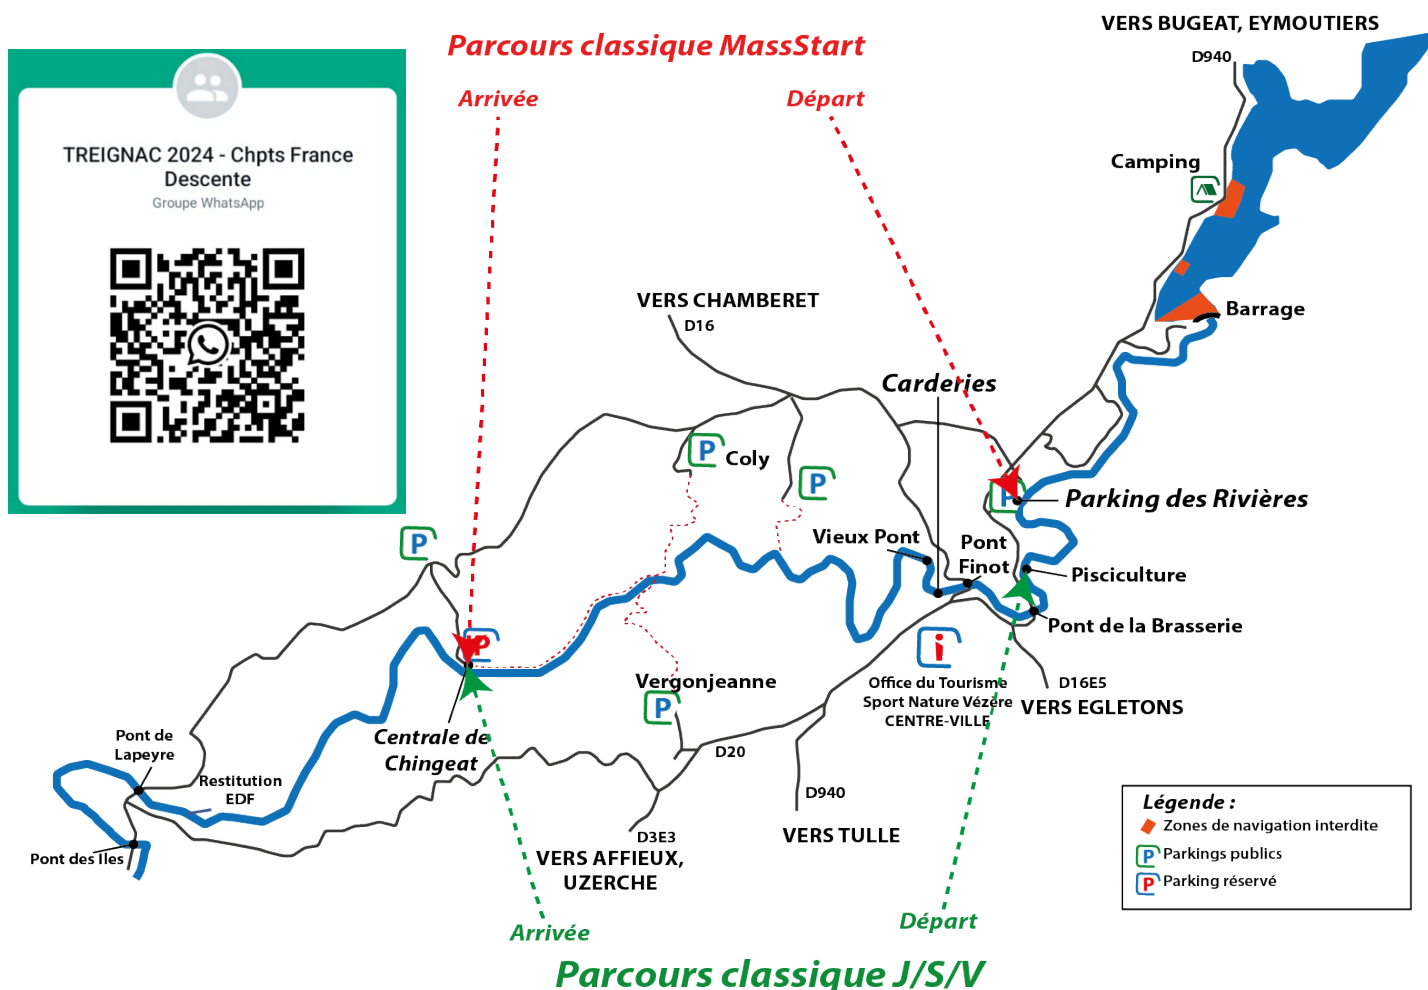 VERS BUGEAT, EYMOUTIERS
D940
Parcours classique MassStart
Arrivée
Départ
TREIGNAC 2024 - Chpts France
Descente
Groupe WhatsApp
Camping
Barrage
VERS CHAMBERET
D16
Carderies
Coly
P
P
P
Parking des Rivières
Vieux Pont
Pont
Finot
P
Pisciculture
Pont de la Brasserie
P
i
Vergonjeanne
P
Office du Tourisme
Sport Nature Vézère
CENTRE-VILLE
D16E5
VERS EGLETONS
Centrale de
Chingeat
Pont de
Lapeyre
D20
Restitution
EDF
D940
VERS TULLE
D3E3
VERS AFFIEUX,
UZERCHE
Pont des Iles
Légende :
Zones de navigation interdite
P Parkings publics
P Parking réservé
Arrivée
Départ
Parcours classique J/S/V